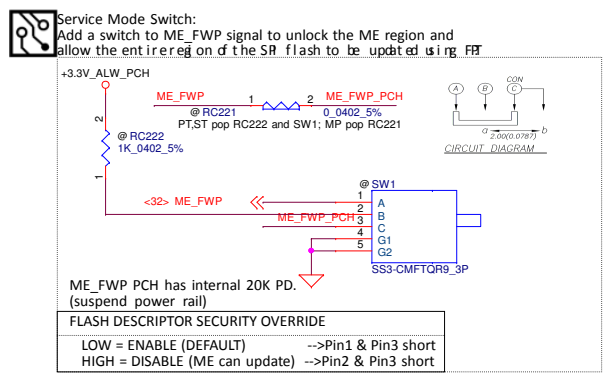 Service Mode Switch:
Add a switch to ME_FWP signal to unlock the ME region and
allow the entire region of the SPI flash to be updated using FPT
+3.3V_ALW_PCH
ME_FWP 1 2 ME_FWP_PCH
@ RC221 0_0402_5%
PT,ST pop RC222 and SW1; MP pop RC221
2
@ RC222
1K_0402_5%
1
CON
A B C
a b
2.00(0.0787)
CIRCUIT DIAGRAM
@ SW1
<32> ME_FWP 1 A
2 B
ME_FWP_PCH 3 C
4 G1
5 G2
SS3-CMFTQR9_3P
ME_FWP PCH has internal 20K PD.
(suspend power rail)
FLASH DESCRIPTOR SECURITY OVERRIDE
LOW = ENABLE (DEFAULT) -->Pin1 & Pin3 short
HIGH = DISABLE (ME can update) -->Pin2 & Pin3 short